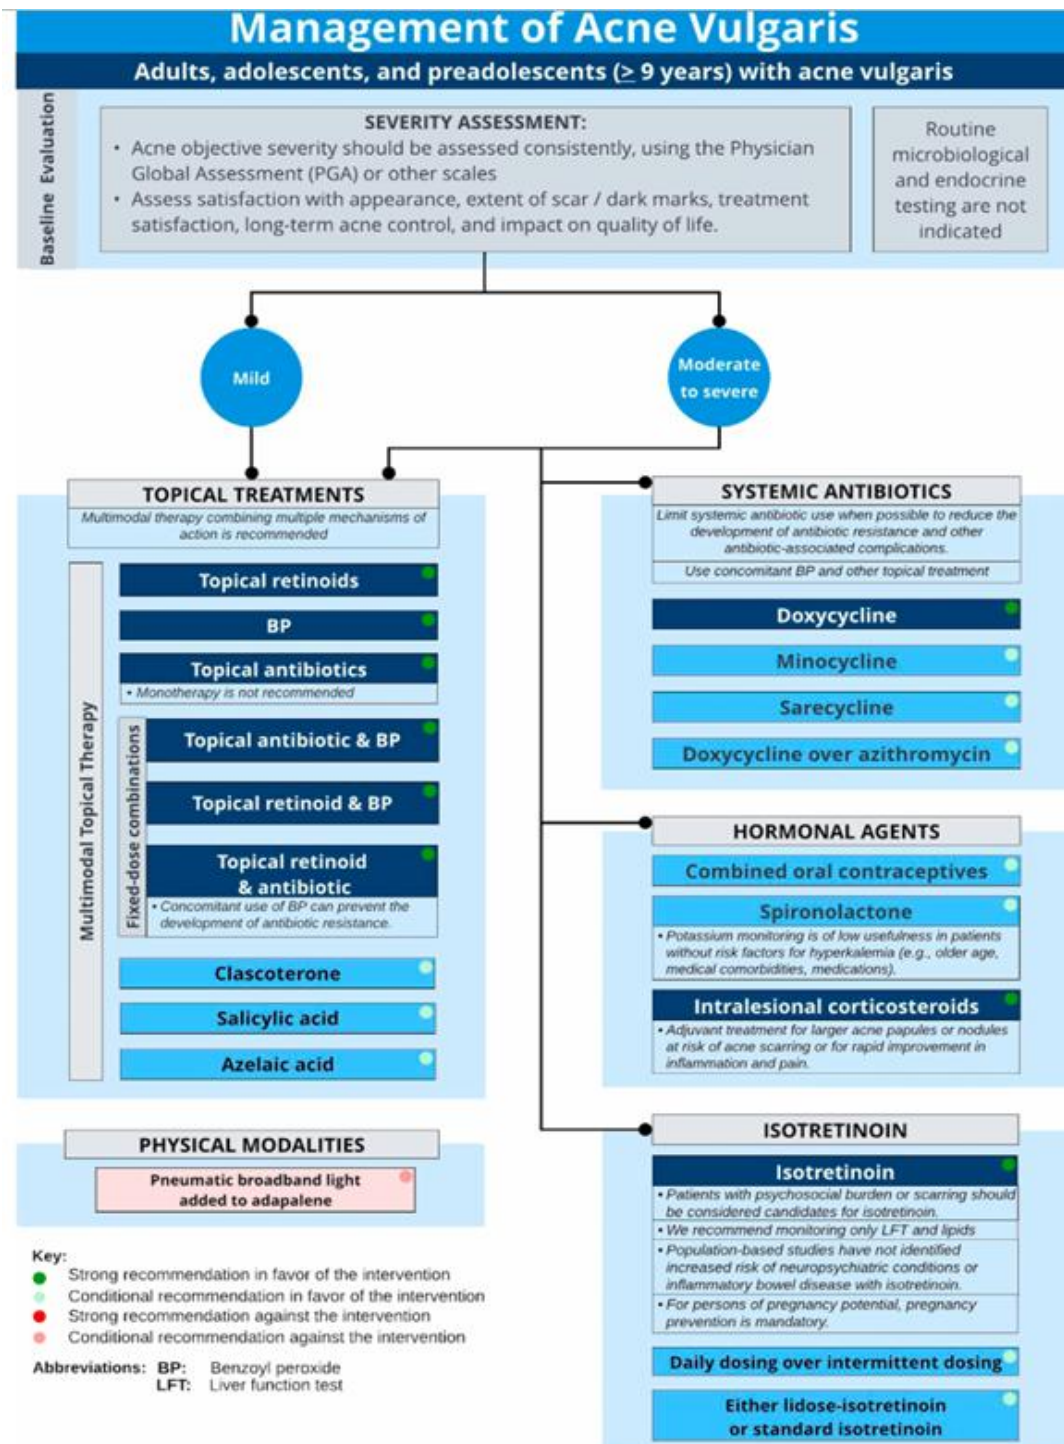 Management of Acne Vulgaris
Adults, adolescents, and preadolescents (≥ 9 years) with acne vulgaris
Baseline Evaluation
SEVERITY ASSESSMENT:
• Acne objective severity should be assessed consistently, using the Physician
Global Assessment (PGA) or other scales
• Assess satisfaction with appearance, extent of scar / dark marks, treatment
satisfaction, long-term acne control, and impact on quality of life.
Routine
microbiological
and endocrine
testing are not
indicated
Mild
Moderate
to severe
TOPICAL TREATMENTS
Multimodal therapy combining multiple mechanisms of
action is recommended
Multimodal Topical Therapy
Topical retinoids
BP
Topical antibiotics
• Monotherapy is not recommended
Fixed-dose combinations
Topical antibiotic & BP
Topical retinoid & BP
Topical retinoid
& antibiotic
• Concomitant use of BP can prevent the
development of antibiotic resistance.
Clascoterone
Salicylic acid
Azelaic acid
PHYSICAL MODALITIES
Pneumatic broadband light
added to adapalene
Key:
Strong recommendation in favor of the intervention
Conditional recommendation in favor of the intervention
Strong recommendation against the intervention
Conditional recommendation against the intervention
Abbreviations: BP: Benzoyl peroxide
LFT: Liver function test
SYSTEMIC ANTIBIOTICS
Limit systemic antibiotic use when possible to reduce the
development of antibiotic resistance and other
antibiotic-associated complications.
Use concomitant BP and other topical treatment
Doxycycline
Minocycline
Sarecycline
Doxycycline over azithromycin
HORMONAL AGENTS
Combined oral contraceptives
Spironolactone
• Potassium monitoring is of low usefulness in patients
without risk factors for hyperkalemia (e.g., older age,
medical comorbidities, medications).
Intralesional corticosteroids
• Adjuvant treatment for larger acne papules or nodules
at risk of acne scarring or for rapid improvement in
inflammation and pain.
ISOTRETINOIN
Isotretinoin
• Patients with psychosocial burden or scarring should
be considered candidates for isotretinoin.
• We recommend monitoring only LFT and lipids
• Population-based studies have not identified
increased risk of neuropsychiatric conditions or
inflammatory bowel disease with isotretinoin.
• For persons of pregnancy potential, pregnancy
prevention is mandatory.
Daily dosing over intermittent dosing
Either lidose-isotretinoin
or standard isotretinoin